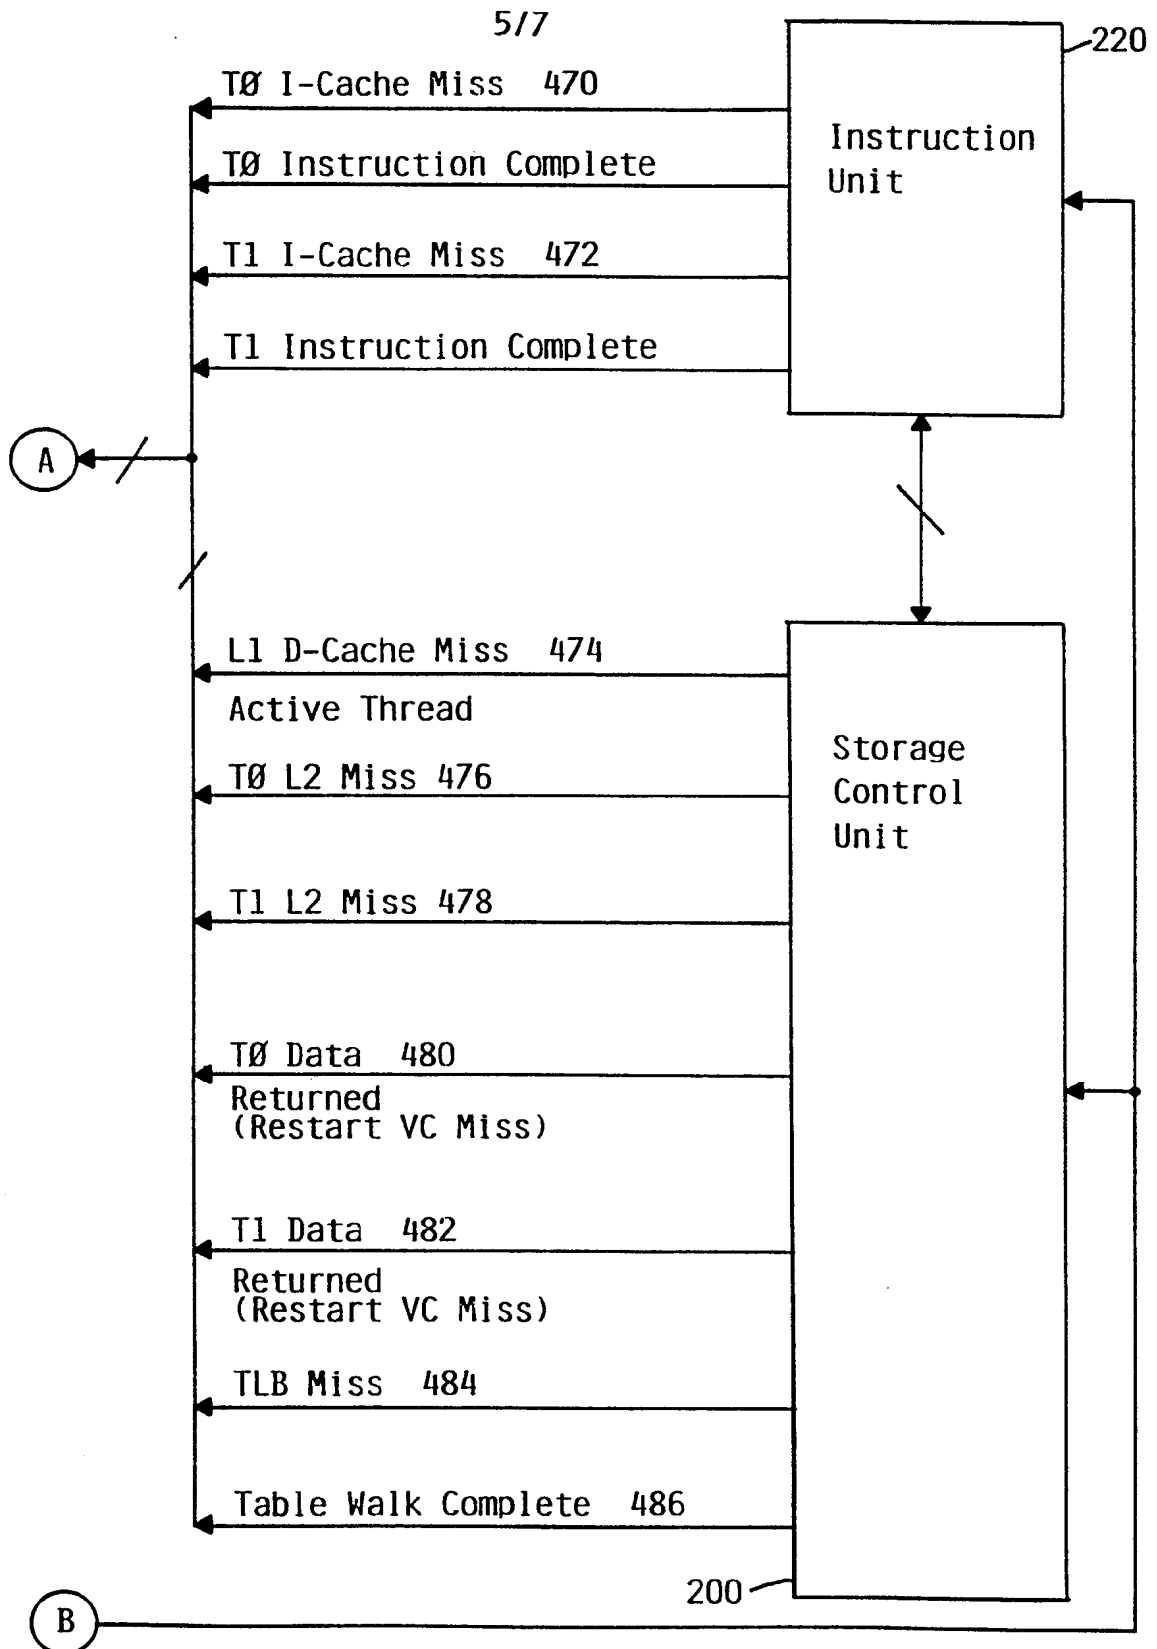 5/7
220
TØ I-Cache Miss 470
Instruction
Unit
TØ Instruction Complete
T1 I-Cache Miss 472
T1 Instruction Complete
A
L1 D-Cache Miss 474
Active Thread
Storage
Control
Unit
TØ L2 Miss 476
T1 L2 Miss 478
TØ Data 480
Returned
(Restart VC Miss)
T1 Data 482
Returned
(Restart VC Miss)
TLB Miss 484
Table Walk Complete 486
200
B